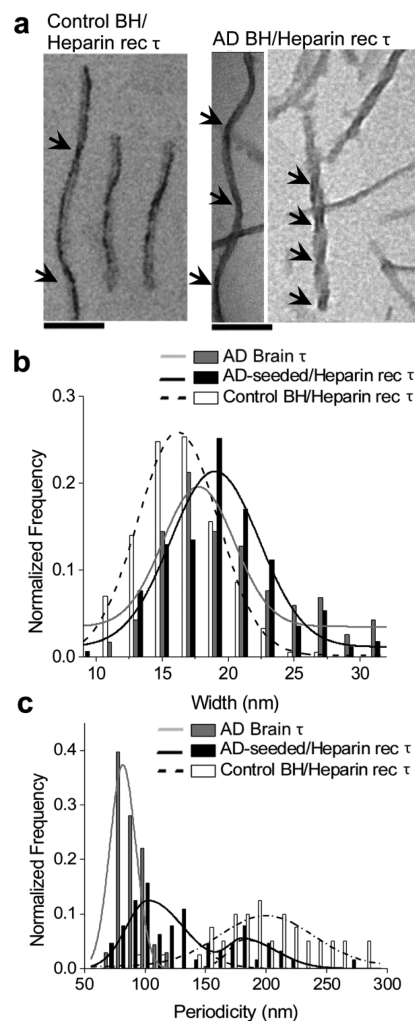 a
Control BH/
Heparin rec τ
AD BH/Heparin rec τ
b
AD Brain τ
AD-seeded/Heparin rec τ
Control BH/Heparin rec τ
Normalized Frequency
0.3
0.2
0.1
0.0
10 15 20 25 30
Width (nm)
c
AD Brain τ
AD-seeded/Heparin rec τ
Control BH/Heparin rec τ
Normalized Frequency
0.4
0.3
0.2
0.1
0.0
50 100 150 200 250 300
Periodicity (nm)